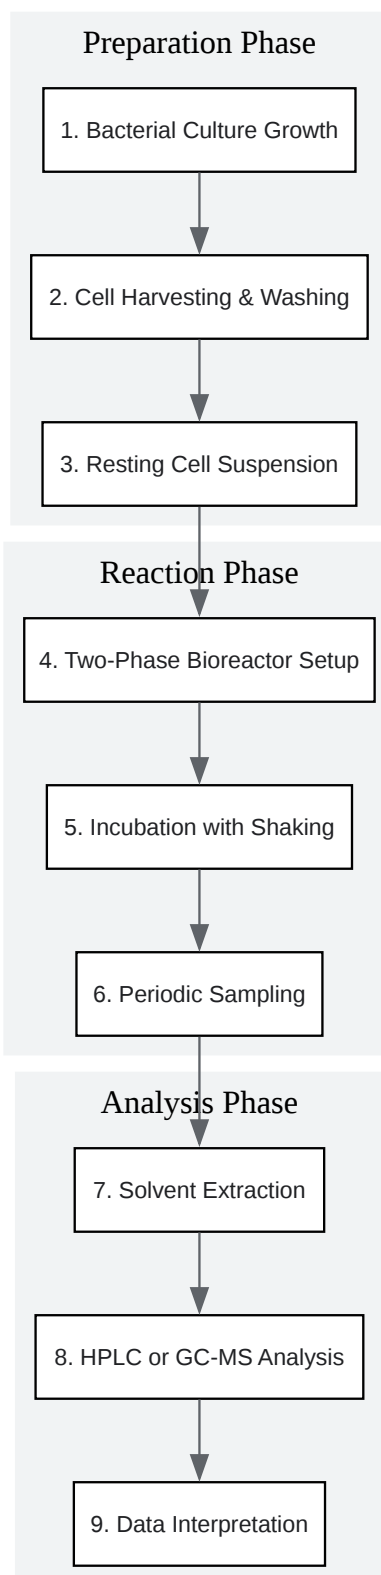 Preparation Phase
1. Bacterial Culture Growth
2. Cell Harvesting & Washing
3. Resting Cell Suspension
Reaction Phase
4. Two-Phase Bioreactor Setup
5. Incubation with Shaking
6. Periodic Sampling
Analysis Phase
7. Solvent Extraction
8. HPLC or GC-MS Analysis
9. Data Interpretation